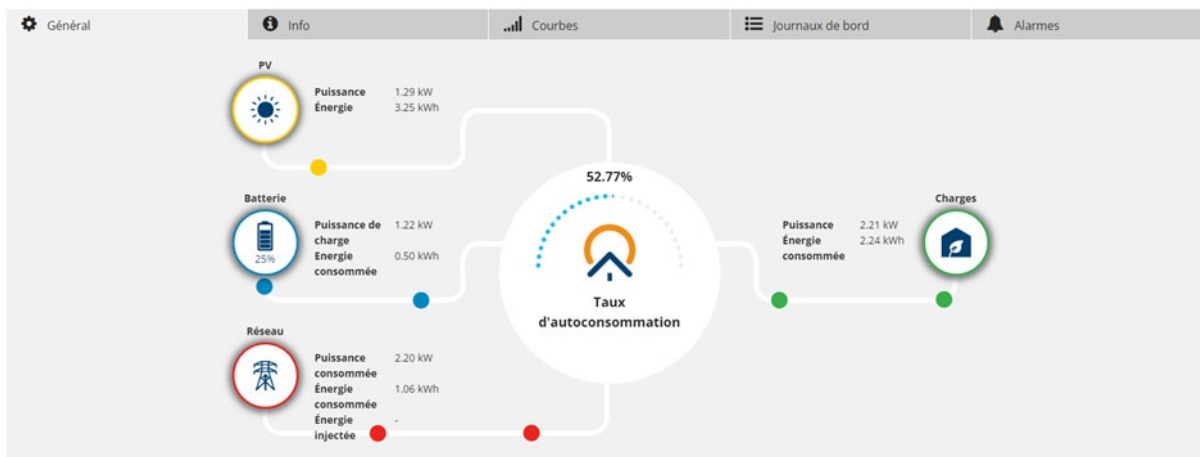 Général
Info
Courbes
Journaux de bord
Alarmes
PV
Puissance 1.29 kW
Énergie 3.25 kWh
52.77%
Taux
d'autoconsommation
Batterie
25%
Puissance de 1.22 kW
charge
Energie 0.50 kWh
consommée
Charges
Puissance 2.21 kW
Énergie 2.24 kWh
consommée
Réseau
Puissance 2.20 kW
consommée
Énergie 1.06 kWh
consommée
Énergie -
injectée